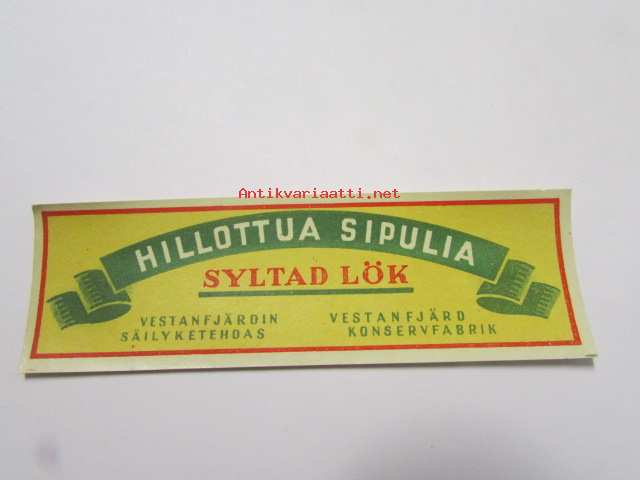 Antikvariaatti.net
HILLOTTUA SIPULIA
SYLTAD LÖK
VESTANFJÄRDIN
SÄILYKETEHDAS
VESTANFJÄRD
KONSERVFABRIK